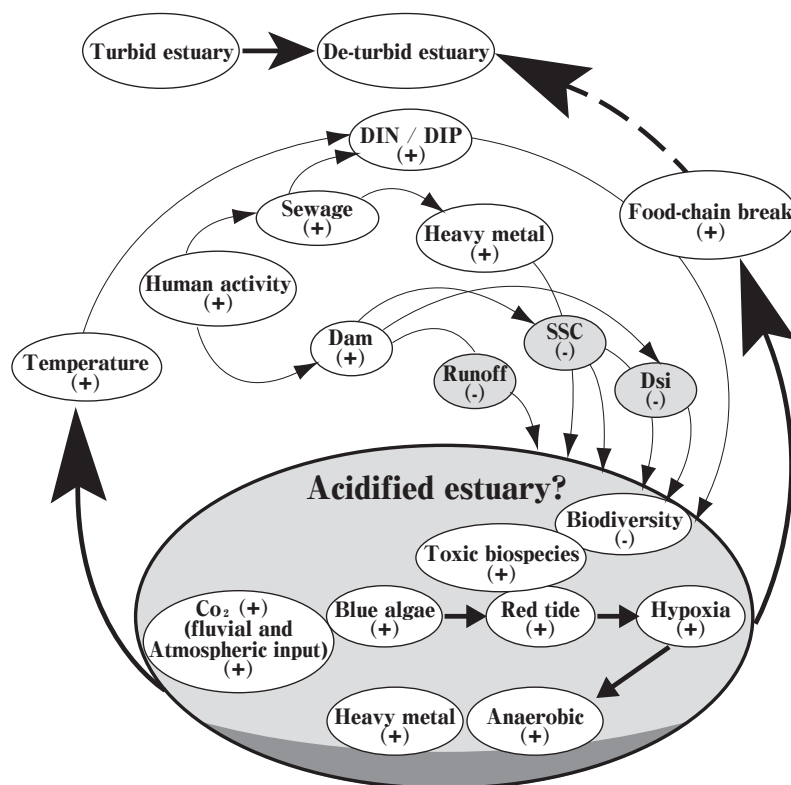 Turbid estuary
De-turbid estuary
DIN / DIP
(+)
Sewage
(+)
Food-chain break
(+)
Heavy metal
(+)
Human activity
(+)
Dam
(+)
SSC
(-)
Temperature
(+)
Runoff
(-)
Dsi
(-)
Acidified estuary?
Biodiversity
(-)
Toxic biospecies
(+)
Co₂ (+)
(fluvial and
Atmospheric input)
(+)
Blue algae
(+)
Red tide
(+)
Hypoxia
(+)
Heavy metal
(+)
Anaerobic
(+)